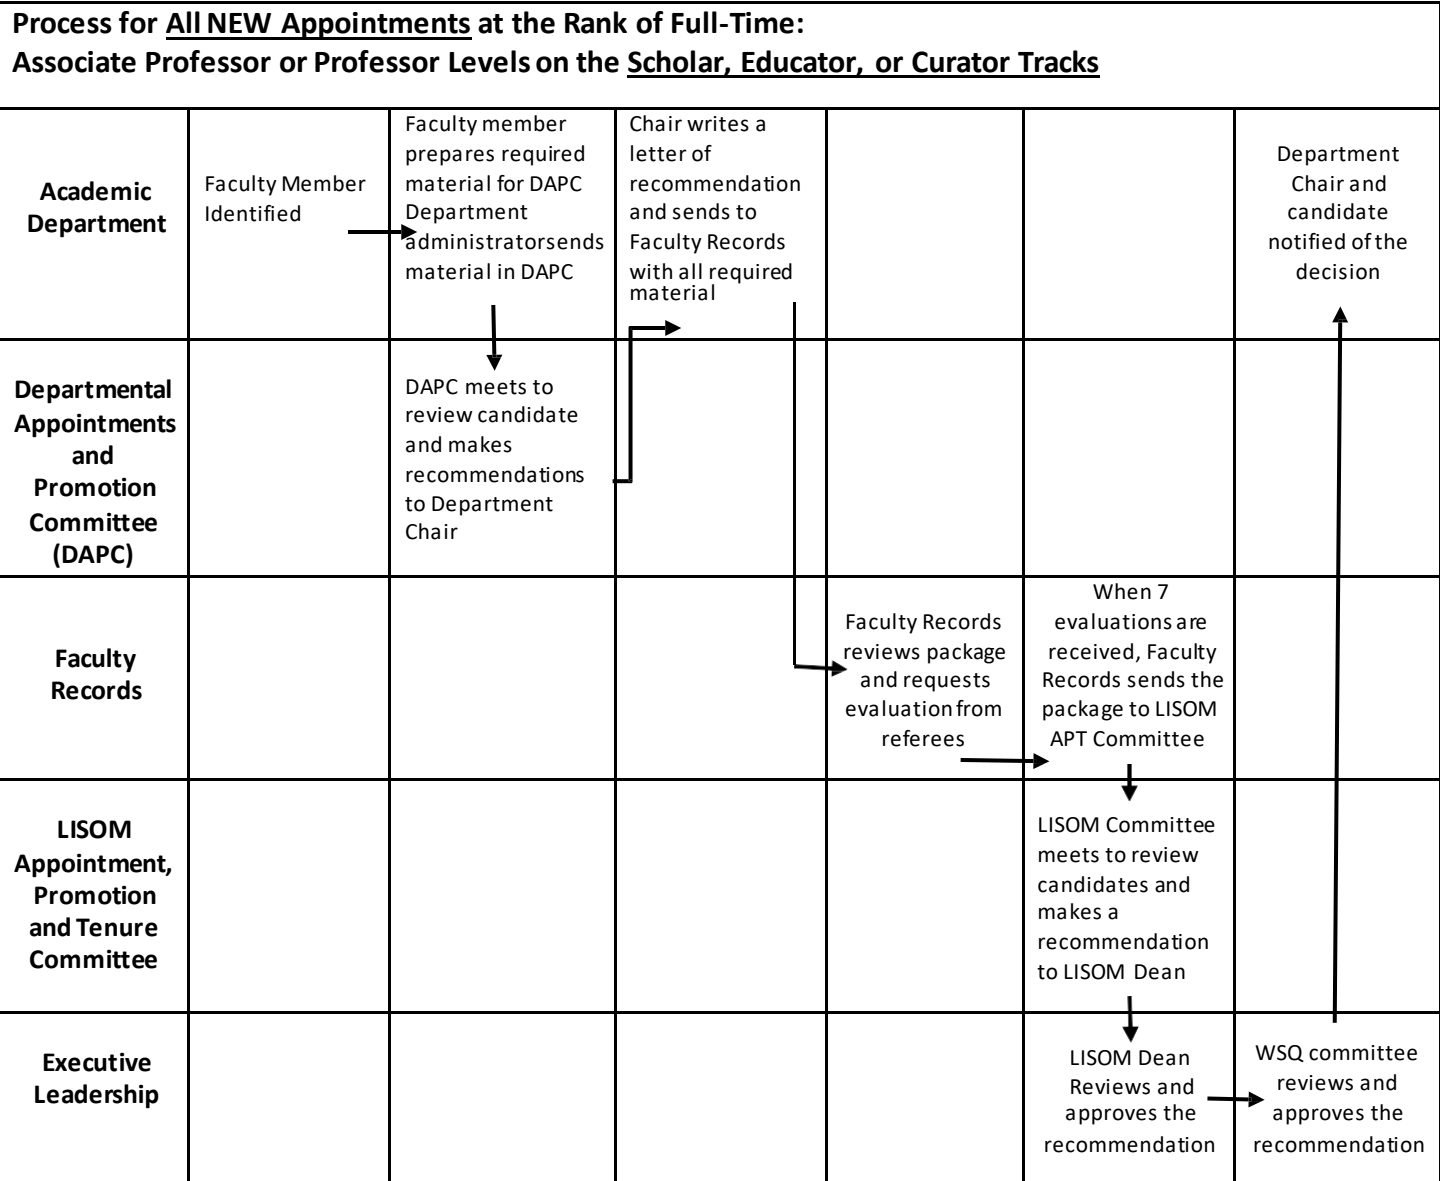 Process for All NEW Appointments at the Rank of Full-Time:
Associate Professor or Professor Levels on the Scholar, Educator, or Curator Tracks
Academic
Department
Faculty Member
Identified
Faculty member
prepares required
material for DAPC
Department
administratorsends
material in DAPC
Chair writes a
letter of
recommendation
and sends to
Faculty Records
with all required
material
Department
Chair and
candidate
notified of the
decision
Departmental
Appointments
and
Promotion
Committee
(DAPC)
DAPC meets to
review candidate
and makes
recommendations
to Department
Chair
Faculty
Records
Faculty Records
reviews package
and requests
evaluation from
referees
When 7
evaluations are
received, Faculty
Records sends the
package to LISOM
APT Committee
LISOM
Appointment,
Promotion
and Tenure
Committee
LISOM Committee
meets to review
candidates and
makes a
recommendation
to LISOM Dean
Executive
Leadership
LISOM Dean
Reviews and
approves the
recommendation
WSQ committee
reviews and
approves the
recommendation